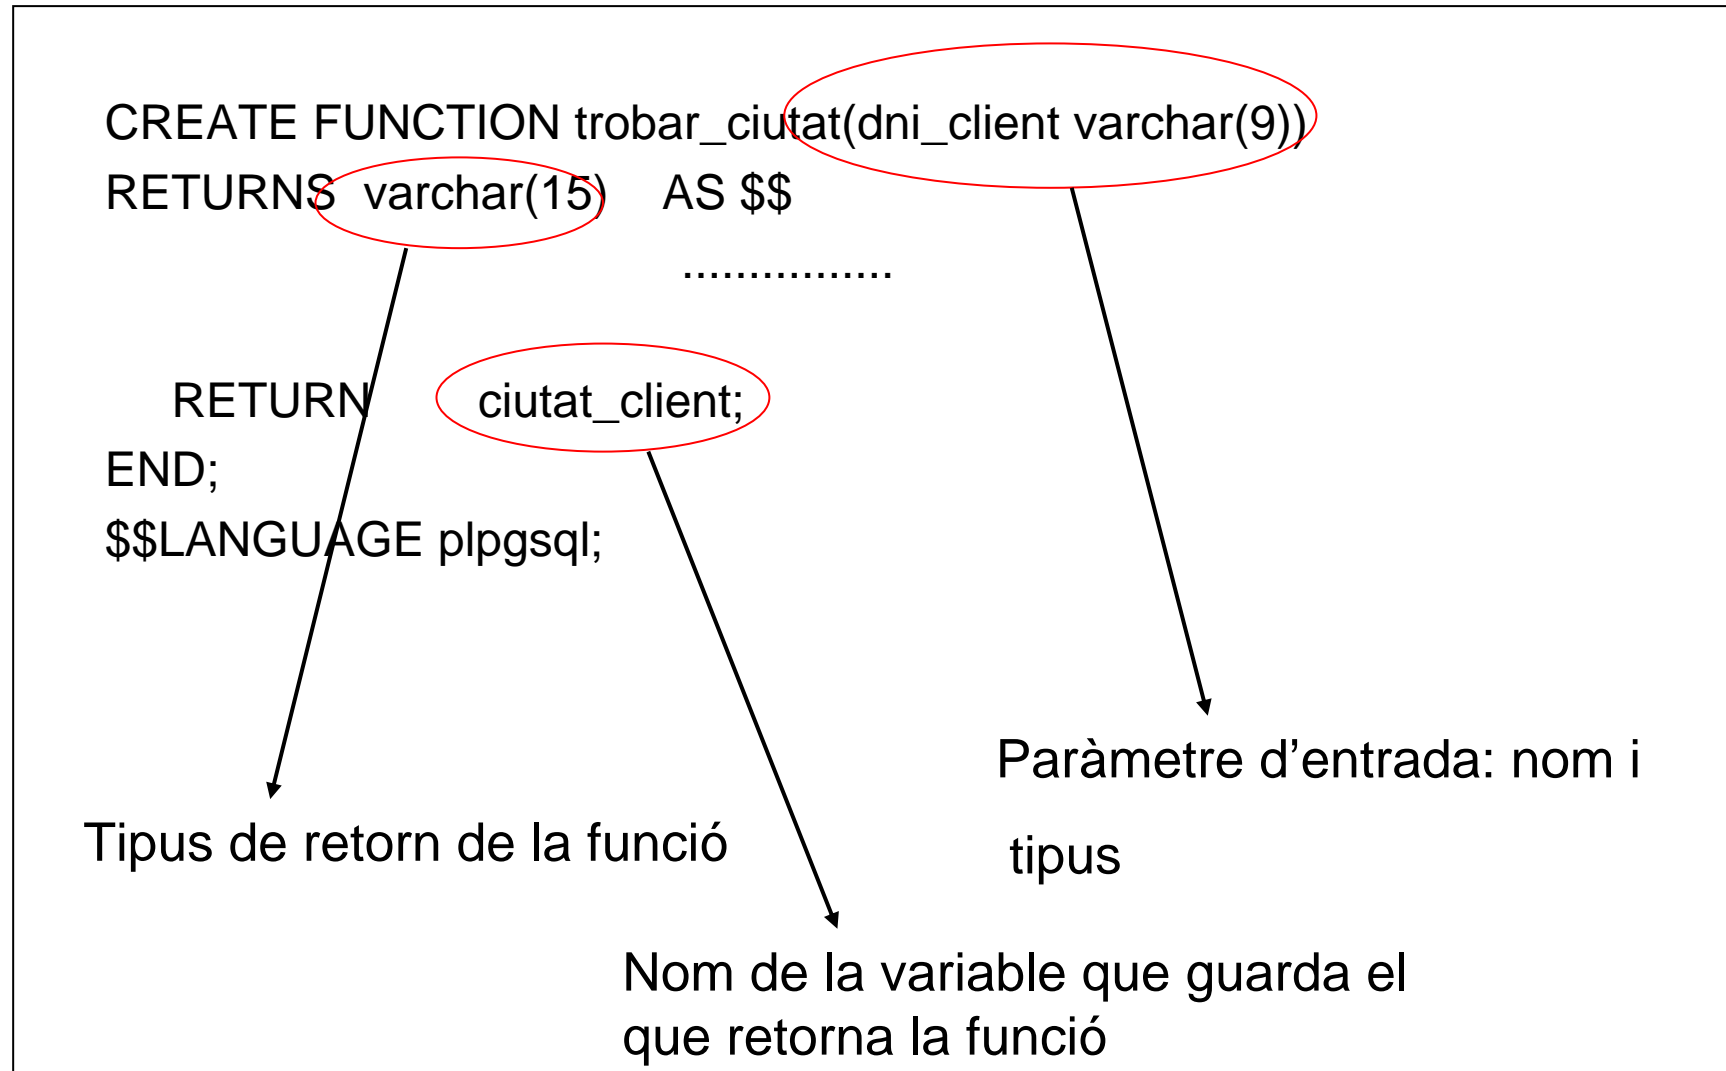 CREATE FUNCTION trobar_ciutat(dni_client varchar(9))
RETURNS varchar(15) AS $$
................
RETURN ciutat_client;
END;
$$LANGUAGE plpgsql;
Paràmetre d’entrada: nom i
tipus
Tipus de retorn de la funció
Nom de la variable que guarda el
que retorna la funció